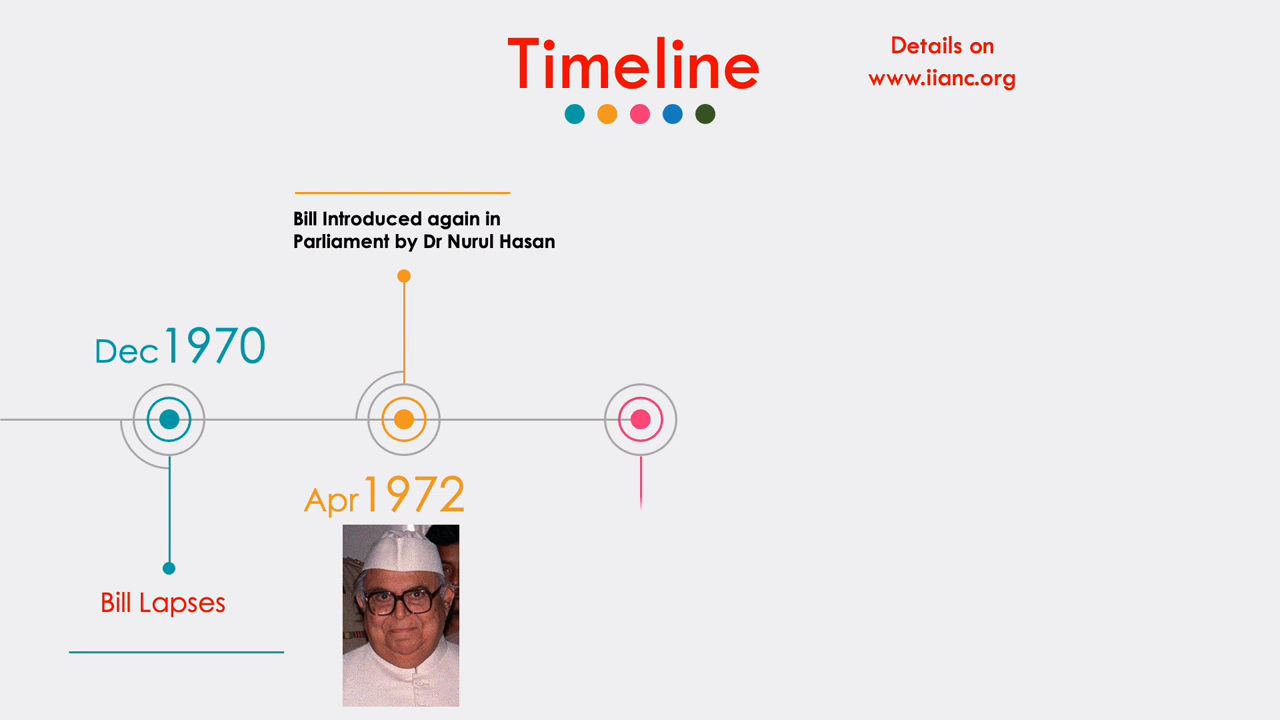 Timeline
Details on
www.iianc.org
Bill Introduced again in
Parliament by Dr Nurul Hasan
Dec1970
Apr1972
Bill Lapses